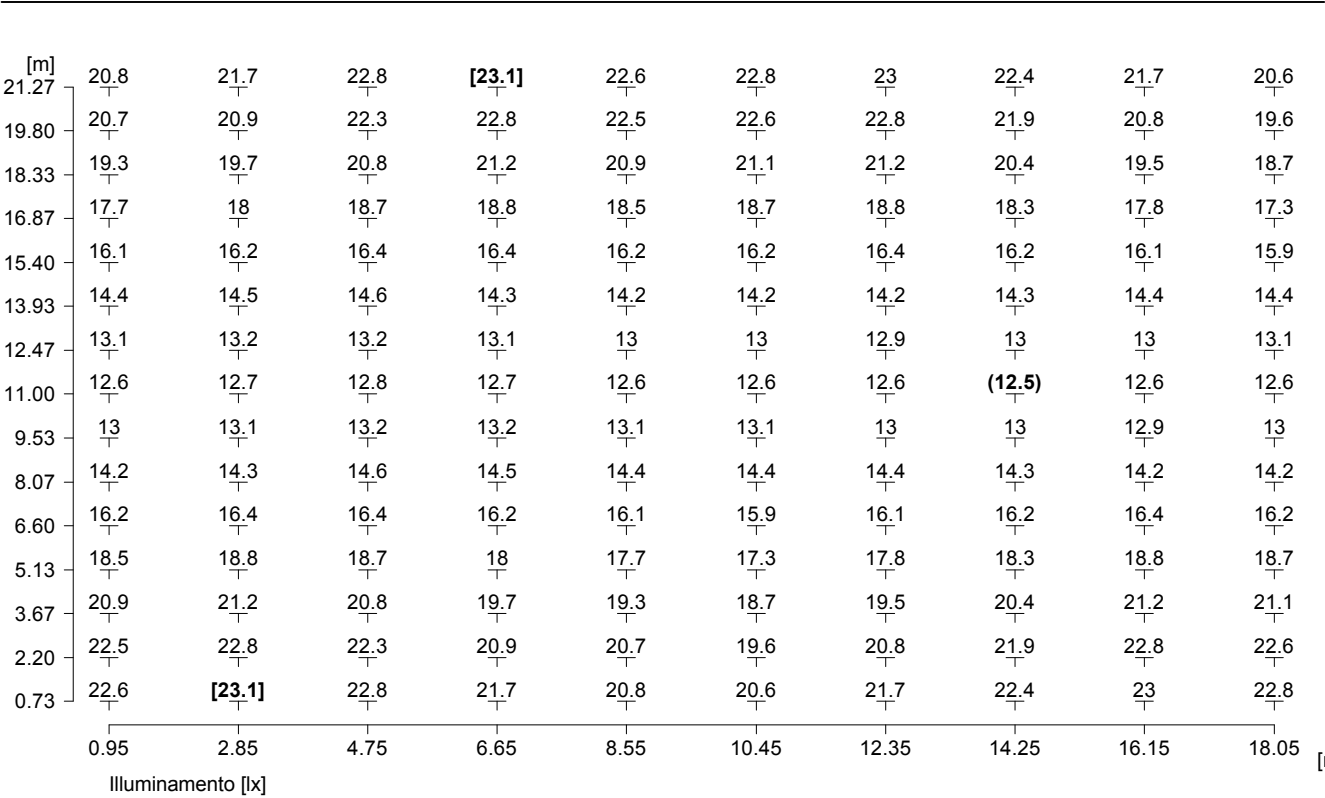 [m]
21.27 20.8 21.7 22.8 [23.1] 22.6 22.8 23 22.4 21.7 20.6
19.80 20.7 20.9 22.3 22.8 22.5 22.6 22.8 21.9 20.8 19.6
18.33 19.3 19.7 20.8 21.2 20.9 21.1 21.2 20.4 19.5 18.7
16.87 17.7 18 18.7 18.8 18.5 18.7 18.8 18.3 17.8 17.3
15.40 16.1 16.2 16.4 16.4 16.2 16.2 16.4 16.2 16.1 15.9
13.93 14.4 14.5 14.6 14.3 14.2 14.2 14.2 14.3 14.4 14.4
12.47 13.1 13.2 13.2 13.1 13 13 12.9 13 13 13.1
11.00 12.6 12.7 12.8 12.7 12.6 12.6 12.6 (12.5) 12.6 12.6
9.53 13 13.1 13.2 13.2 13.1 13.1 13 13 12.9 13
8.07 14.2 14.3 14.6 14.5 14.4 14.4 14.4 14.3 14.2 14.2
6.60 16.2 16.4 16.4 16.2 16.1 15.9 16.1 16.2 16.4 16.2
5.13 18.5 18.8 18.7 18 17.7 17.3 17.8 18.3 18.8 18.7
3.67 20.9 21.2 20.8 19.7 19.3 18.7 19.5 20.4 21.2 21.1
2.20 22.5 22.8 22.3 20.9 20.7 19.6 20.8 21.9 22.8 22.6
0.73 22.6 [23.1] 22.8 21.7 20.8 20.6 21.7 22.4 23 22.8
0.95 2.85 4.75 6.65 8.55 10.45 12.35 14.25 16.15 18.05
Illuminamento [lx]